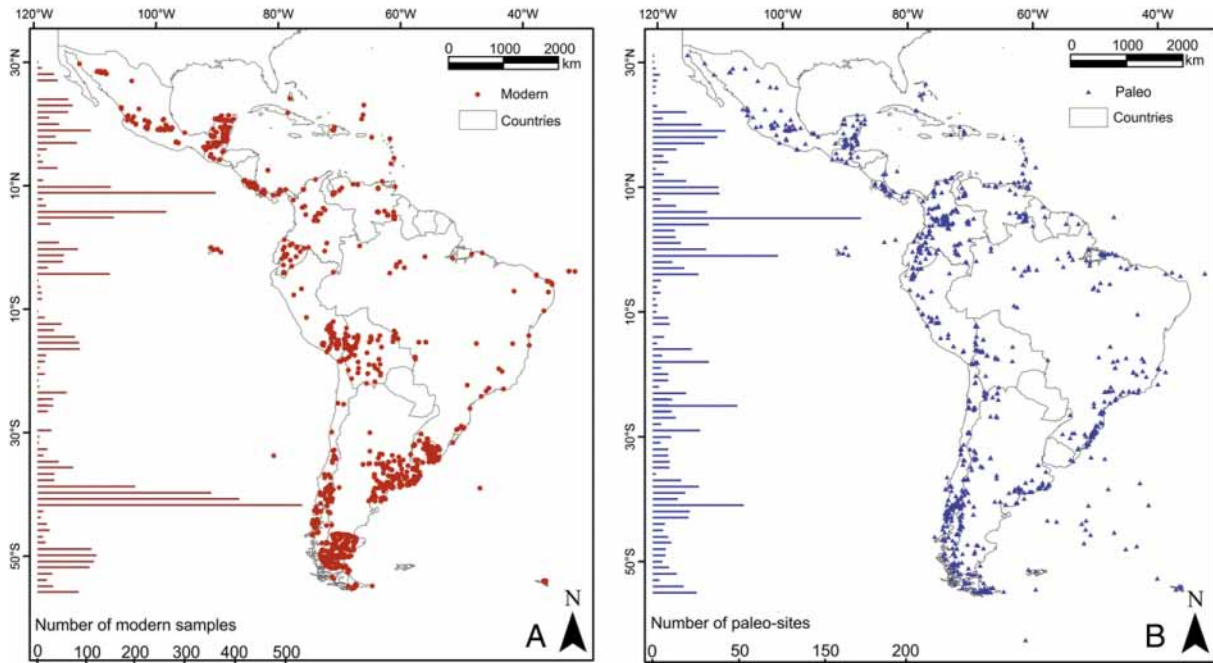 120°W 100°W 80°W 60°W 40°W
30°N
10°N
10°S
30°S
50°S
0 1000 2000
km
Modern
Countries
N
A
Number of modern samples
0 100 200 300 400 500
120°W 100°W 80°W 60°W 40°W
30°N
10°N
10°S
30°S
50°S
0 1000 2000
km
Paleo
Countries
N
B
Number of paleo-sites
0 50 150 200